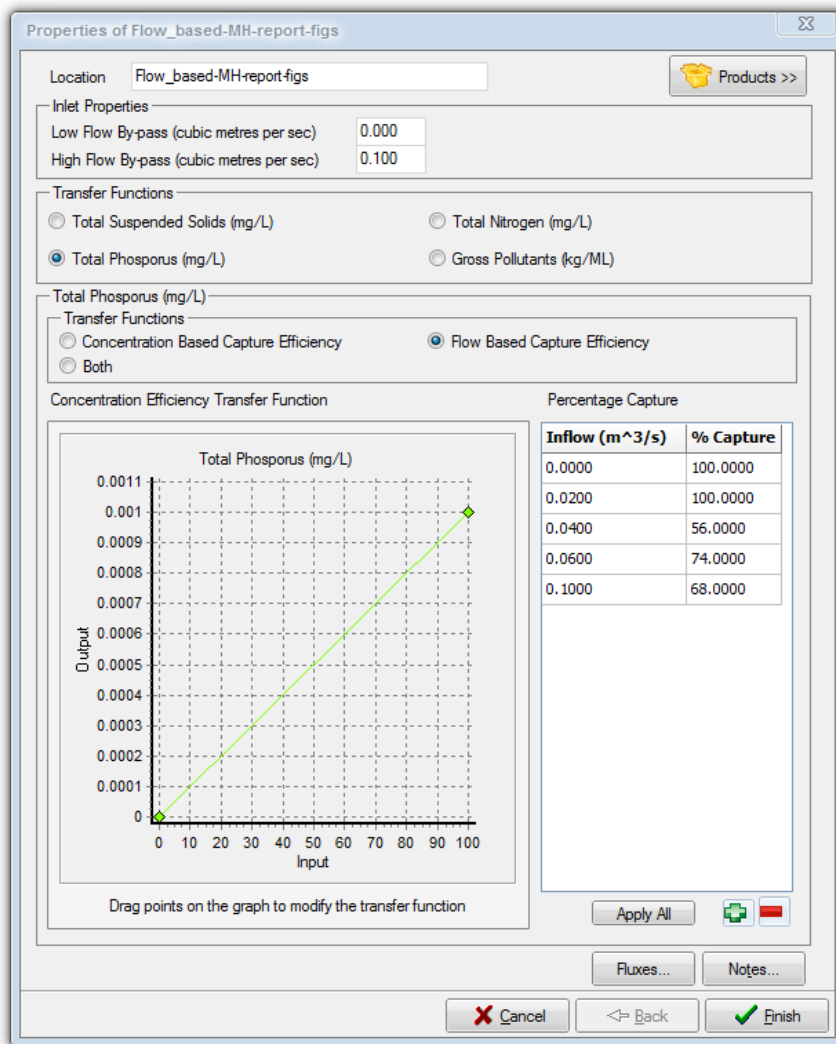 Properties of Flow_based-MH-report-figs
Location Flow_based-MH-report-figs Products >>
Inlet Properties
Low Flow By-pass (cubic metres per sec) 0.000
High Flow By-pass (cubic metres per sec) 0.100
Transfer Functions
Total Suspended Solids (mg/L) Total Nitrogen (mg/L)
Total Phosporus (mg/L) Gross Pollutants (kg/ML)
Total Phosporus (mg/L)
Transfer Functions
Concentration Based Capture Efficiency Flow Based Capture Efficiency
Both
Concentration Efficiency Transfer Function
Total Phosporus (mg/L)
0.0011
0.001
0.0009
0.0008
0.0007
0.0006
0.0005
0.0004
0.0003
0.0002
0.0001
0
Output
0 10 20 30 40 50 60 70 80 90 100
Input
Drag points on the graph to modify the transfer function
Percentage Capture
Inflow (m^3/s) % Capture
0.0000 100.0000
0.0200 100.0000
0.0400 56.0000
0.0600 74.0000
0.1000 68.0000
Apply All
Fluxes... Notes...
Cancel <= Back Finish